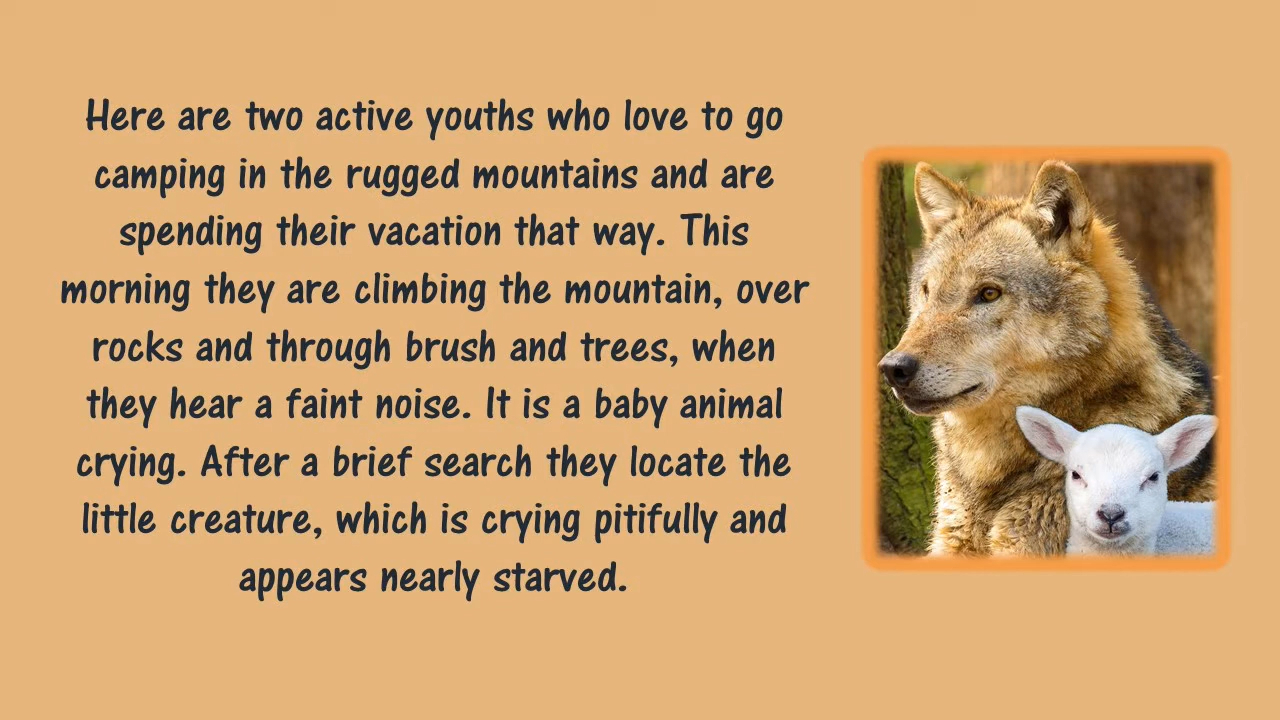 Here are two active youths who love to go
camping in the rugged mountains and are
spending their vacation that way. This
morning they are climbing the mountain, over
rocks and through brush and trees, when
they hear a faint noise. It is a baby animal
crying. After a brief search they locate the
little creature, which is crying pitifully and
appears nearly starved.